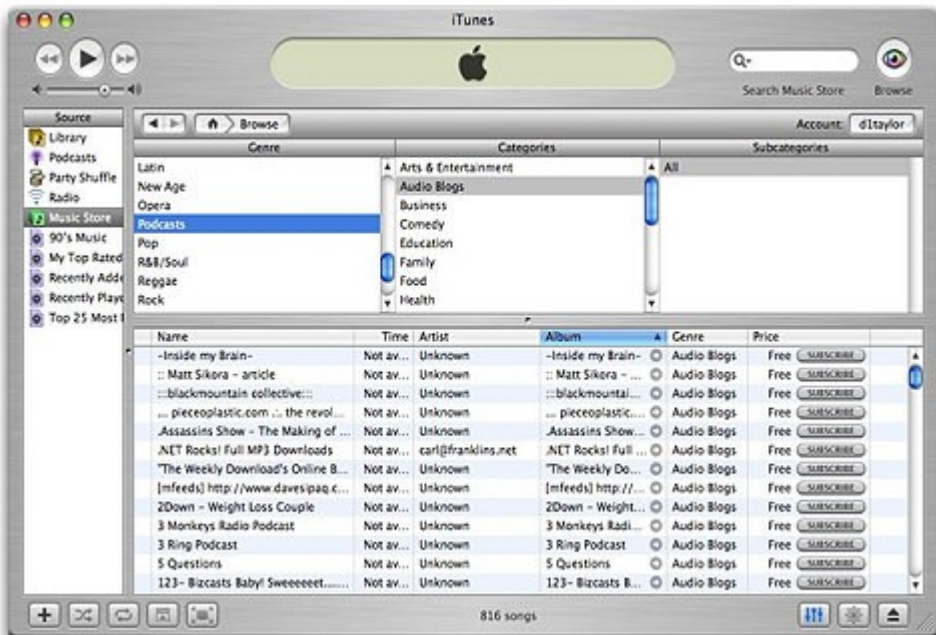 iTunes
Search Music Store
Browse
Source
Library
Podcasts
Party Shuffle
Radio
Music Store
90's Music
My Top Rated
Recently Adde
Recently Playe
Top 25 Most
Browse
Account: d1taylor
Genre
Categories
Subcategories
Latin
New Age
Opera
Podcasts
Pop
R&B/Soul
Reggae
Rock
Arts & Entertainment
Audio Blogs
Business
Comedy
Education
Family
Food
Health
All
Name Time Artist Album Genre Price
-Inside my Brain- Not av... Unknown -Inside my Brain- Audio Blogs Free SUBSCRIBE
:: Matt Sikora - article Not av... Unknown :: Matt Sikora - ... Audio Blogs Free SUBSCRIBE
:::blackmountain collective::: Not av... Unknown :::blackmountai... Audio Blogs Free SUBSCRIBE
... pieceoplastic.com .:. the revol... Not av... Unknown ... pieceoplastic... Audio Blogs Free SUBSCRIBE
.Assassins Show - The Making of ... Not av... Unknown .Assassins Show... Audio Blogs Free SUBSCRIBE
.NET Rocks! Full MP3 Downloads Not av... carl@franklins.net .NET Rocks! Full ... Audio Blogs Free SUBSCRIBE
"The Weekly Download's Online B... Not av... Unknown "The Weekly Do... Audio Blogs Free SUBSCRIBE
[mfeeds] http://www.davesipaq.c... Not av... Unknown [mfeeds] http://... Audio Blogs Free SUBSCRIBE
2Down - Weight Loss Couple Not av... Unknown 2Down - Weight... Audio Blogs Free SUBSCRIBE
3 Monkeys Radio Podcast Not av... Unknown 3 Monkeys Radi... Audio Blogs Free SUBSCRIBE
3 Ring Podcast Not av... Unknown 3 Ring Podcast Audio Blogs Free SUBSCRIBE
5 Questions Not av... Unknown 5 Questions Audio Blogs Free SUBSCRIBE
123- Bizcasts Baby! Sweeeeeet...... Not av... Unknown 123- Bizcasts B... Audio Blogs Free SUBSCRIBE
816 songs